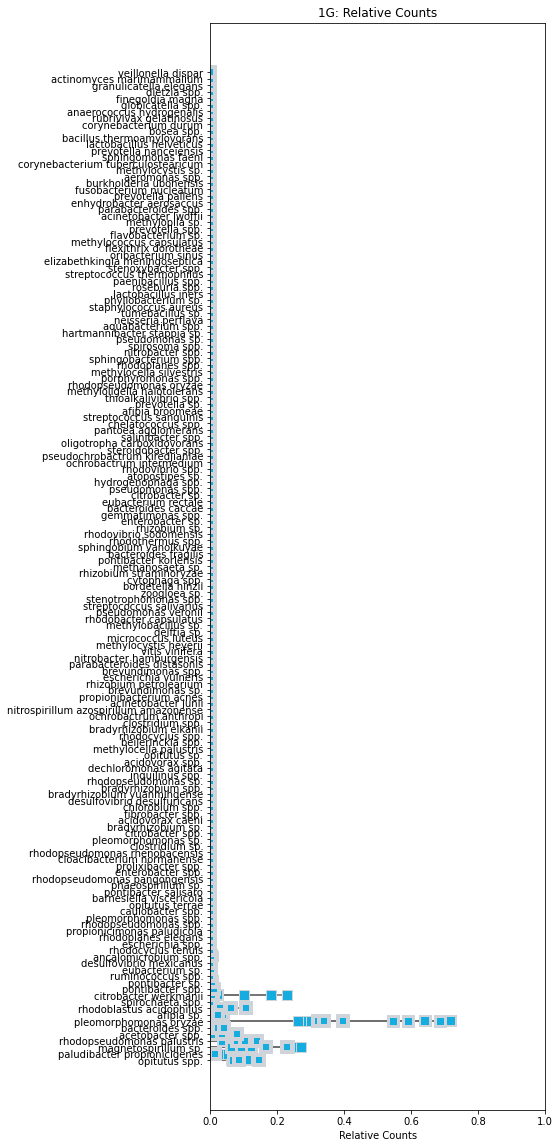 1G: Relative Counts
veillonella dispar
actinomyces marimammalium
granulicatella elegans
dietzia spp.
finegoldia magna
globicatella spp.
anaerococcus hydrogenalis
rubrivivax gelatinosus
corynebacterium durum
bosea spp.
bacillus thermoamylovorans
lactobacillus helveticus
prevotella nanceiensis
sphingomonas faeni
corynebacterium tuberculostearicum
methylocystis sp.
aeromonas spp.
burkholderia ubonensis
fusobacterium nucleatum
prevotella pallens
enhydrobacter aerosaccus
parabacteroides spp.
acinetobacter lwoffii
methylopila sp.
prevotella spp.
flavobacterium sp.
methylococcus capsulatus
flexithrix dorotheae
oribacterium sinus
elizabethkingia meningoseptica
stenoxybacter spp.
streptococcus thermophilus
paenibacillus spp.
roseburia spp.
lactobacillus iners
phyllobacterium sp.
staphylococcus aureus
tumebacillus sp.
neisseria perflava
aquabacterium spp.
hartmannibacter stappia sp.
pseudomonas sp.
spirosoma spp.
nitrobacter spp.
sphingobacterium spp.
rhodoplanes spp.
methylocella silvestris
porphyromonas spp.
rhodopseudomonas oryzae
methyloligella halotolerans
thioalkalivibrio spp.
prevotella sp.
afipia broomeae
streptococcus sanguinis
chelatococcus spp.
pantoea agglomerans
salinibacter spp.
oligotropha carboxidovorans
steroidobacter spp.
pseudochrobactrum kiredjianiae
ochrobactrum intermedium
rhodovibrio spp.
atopostipes sp.
hydrogenophaga spp.
pseudomonas spp.
citrobacter sp.
eubacterium rectale
bacteroides caccae
gemmatimonas spp.
enterobacter sp.
rhizobium sp.
rhodovibrio sodomensis
rhodothermus spp.
sphingobium yanoikuyae
bacteroides fragilis
pontibacter korlensis
methanosaeta sp.
rhizobium straminoryzae
cytophaga spp.
bordetella hinzii
zoogloea sp.
stenotrophomonas spp.
streptococcus salivarius
pseudomonas veronii
rhodobacter capsulatus
methylobacillus sp.
delftia sp.
micrococcus luteus
methylocystis heyerii
vitis vinifera
nitrobacter hamburgensis
parabacteroides distasonis
brevundimonas spp.
escherichia vulneris
rhizobium petrolearium
brevundimonas sp.
propionibacterium acnes
acinetobacter junii
nitrospirillum azospirillum amazonense
ochrobactrum anthropi
clostridium spp.
bradyrhizobium elkanii
rhodocyclus spp.
beijerinckia spp.
methylocella palustris
opitutus sp.
acidovorax spp.
dechloromonas agitata
inquilinus spp.
rhodopseudomonas sp.
bradyrhizobium spp.
bradyrhizobium yuanmingense
desulfovibrio desulfuricans
chlorobium spp.
fibrobacter spp.
acidovorax caeni
bradyrhizobium sp.
citrobacter spp.
pleomorphomonas sp.
clostridium sp.
rhodopseudomonas rhenobacensis
cloacibacterium normanense
prolixibacter spp.
enterobacter spp.
rhodopseudomonas pangongensis
phaeospirillum sp.
pontibacter salisato
barnesiella viscericola
opitutus terrae
caulobacter spp.
pleomorphomonas spp.
rhodopseudomonas spp.
propionicimonas paludicola
rhodoplanes elegans
escherichia spp.
rhodocyclus tenuis
ancalomicrobium spp.
desulfovibrio mexicanus
eubacterium sp.
ruminococcus spp.
pontibacter sp.
pontibacter spp.
citrobacter werkmanii
spirochaeta spp.
rhodoblastus acidophilus
afipia sp.
pleomorphomonas oryzae
bacteroides spp.
acetobacter spp.
rhodopseudomonas palustris
magnetospirillum sp.
paludibacter propionicigenes
opitutus spp.
0.0 0.2 0.4 0.6 0.8 1.0
Relative Counts